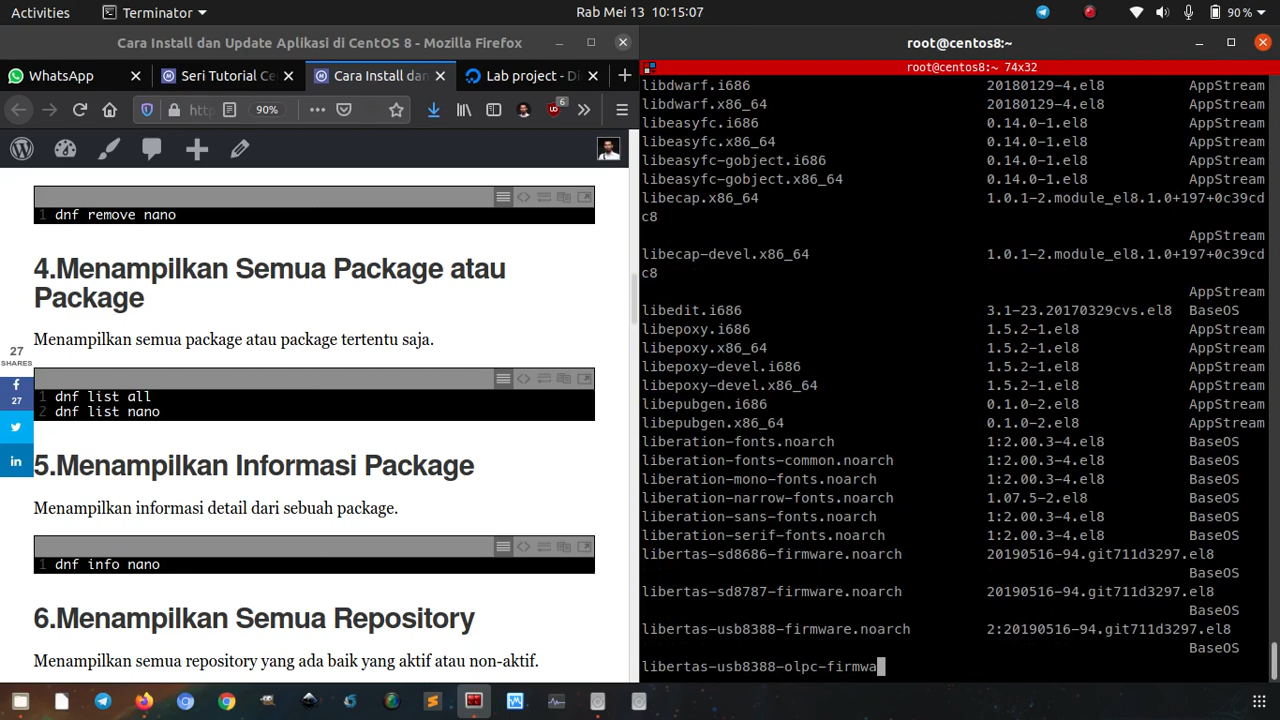 Activities
Terminator
Rab Mei 13 10:15:07
90 %
Cara Install dan Update Aplikasi di CentOS 8 - Mozilla Firefox
WhatsApp
Seri Tutorial Ce
Cara Install dan
Lab project - Di
http
90%
6
1 dnf remove nano
4.Menampilkan Semua Package atau
Package
Menampilkan semua package atau package tertentu saja.
27
SHARES
27
1 dnf list all
2 dnf list nano
5.Menampilkan Informasi Package
Menampilkan informasi detail dari sebuah package.
1 dnf info nano
6.Menampilkan Semua Repository
Menampilkan semua repository yang ada baik yang aktif atau non-aktif.
root@centos8:~
root@centos8:~ 74x32
libdwarf.i686 20180129-4.el8 AppStream
libdwarf.x86_64 20180129-4.el8 AppStream
libeasyfc.i686 0.14.0-1.el8 AppStream
libeasyfc.x86_64 0.14.0-1.el8 AppStream
libeasyfc-gobject.i686 0.14.0-1.el8 AppStream
libeasyfc-gobject.x86_64 0.14.0-1.el8 AppStream
libecap.x86_64 1.0.1-2.module_el8.1.0+197+0c39cd
c8
AppStream
libecap-devel.x86_64 1.0.1-2.module_el8.1.0+197+0c39cd
c8
AppStream
libedit.i686 3.1-23.20170329cvs.el8 BaseOS
libepoxy.i686 1.5.2-1.el8 AppStream
libepoxy.x86_64 1.5.2-1.el8 AppStream
libepoxy-devel.i686 1.5.2-1.el8 AppStream
libepoxy-devel.x86_64 1.5.2-1.el8 AppStream
libepubgen.i686 0.1.0-2.el8 AppStream
libepubgen.x86_64 0.1.0-2.el8 AppStream
liberation-fonts.noarch 1:2.00.3-4.el8 BaseOS
liberation-fonts-common.noarch 1:2.00.3-4.el8 BaseOS
liberation-mono-fonts.noarch 1:2.00.3-4.el8 BaseOS
liberation-narrow-fonts.noarch 1.07.5-2.el8 BaseOS
liberation-sans-fonts.noarch 1:2.00.3-4.el8 BaseOS
liberation-serif-fonts.noarch 1:2.00.3-4.el8 BaseOS
libertas-sd8686-firmware.noarch 20190516-94.git711d3297.el8
BaseOS
libertas-sd8787-firmware.noarch 20190516-94.git711d3297.el8
BaseOS
libertas-usb8388-firmware.noarch 2:20190516-94.git711d3297.el8
BaseOS
libertas-usb8388-olpc-firmwa